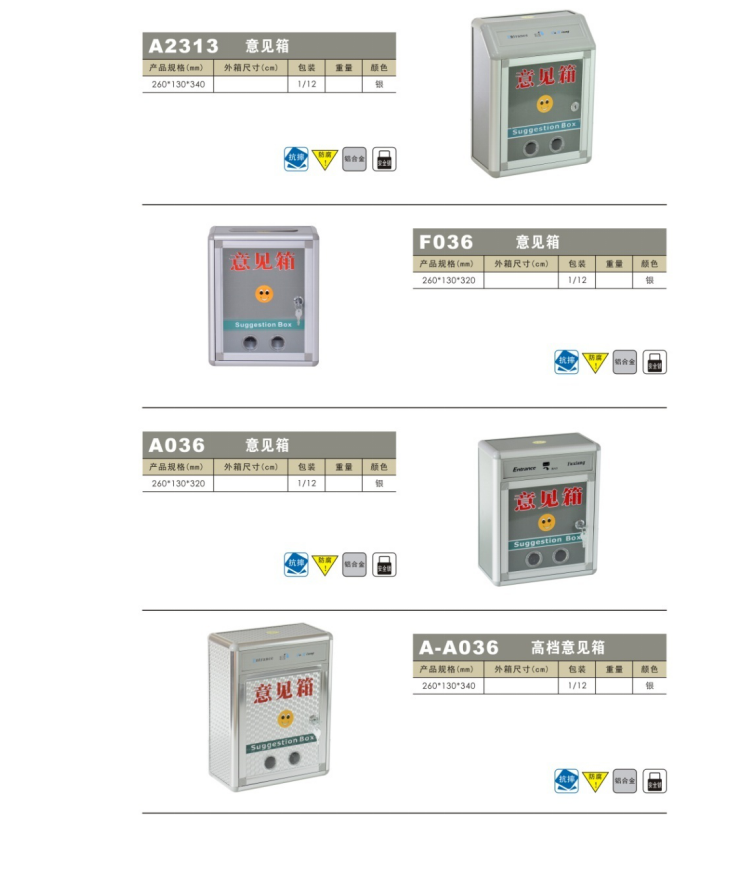 A2313 意见箱
产品规格(mm) 外箱尺寸(cm) 包装 重量 颜色
260*130*340 1/12 银
抗摔 防腐! 铝合金 安全锁
意见箱
Suggestion Box
F036 意见箱
产品规格(mm) 外箱尺寸(cm) 包装 重量 颜色
260*130*320 1/12 银
抗摔 防腐! 铝合金 安全锁
意见箱
Suggestion Box
A036 意见箱
产品规格(mm) 外箱尺寸(cm) 包装 重量 颜色
260*130*320 1/12 银
抗摔 防腐! 铝合金 安全锁
Entrance
意见箱
Suggestion Box
A-A036 高档意见箱
产品规格(mm) 外箱尺寸(cm) 包装 重量 颜色
260*130*340 1/12 银
抗摔 防腐! 铝合金 安全锁
意见箱
Suggestion Box